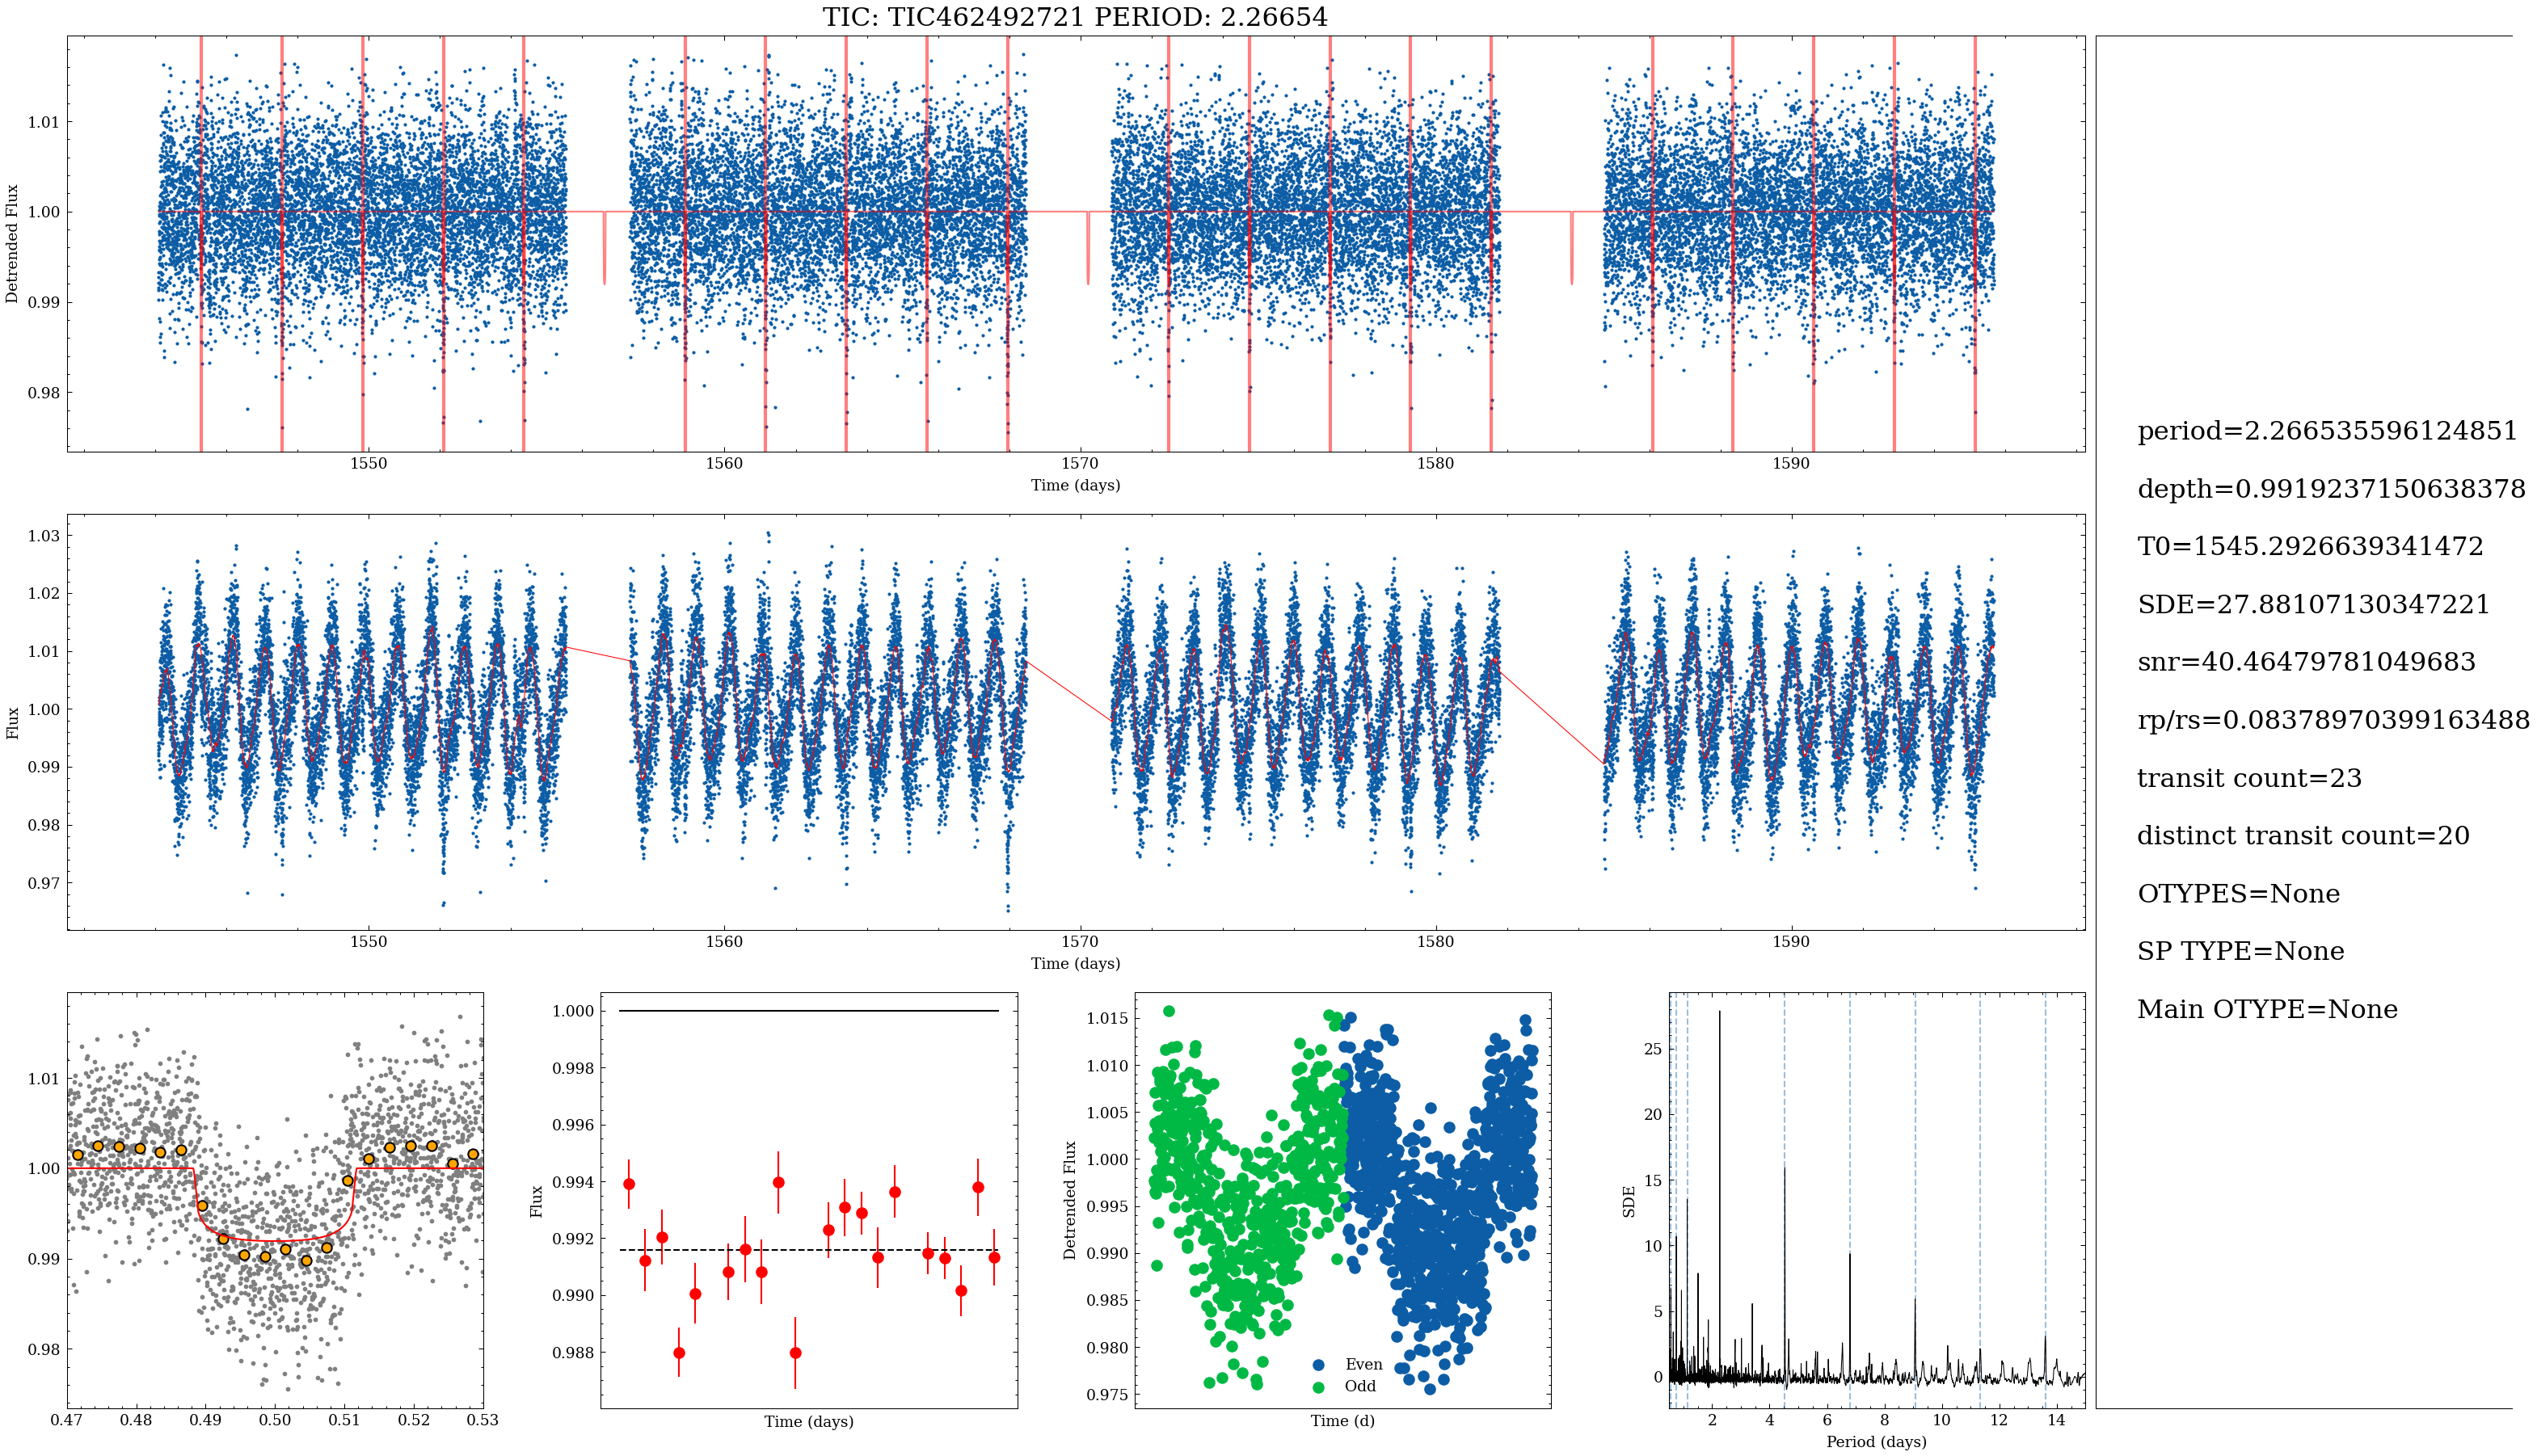 TIC: TIC462492721 PERIOD: 2.26654
Detrended Flux
1.01
1.00
0.99
0.98
1550 1560 1570 1580 1590
Time (days)
Flux
1.03
1.02
1.01
1.00
0.99
0.98
0.97
1550 1560 1570 1580 1590
Time (days)
1.01
1.00
0.99
0.98
0.47 0.48 0.49 0.50 0.51 0.52 0.53
Flux
1.000
0.998
0.996
0.994
0.992
0.990
0.988
Time (days)
Detrended Flux
1.015
1.010
1.005
1.000
0.995
0.990
0.985
0.980
0.975
Even
Odd
Time (d)
SDE
25
20
15
10
5
0
2 4 6 8 10 12 14
Period (days)
period=2.266535596124851
depth=0.9919237150638378
T0=1545.2926639341472
SDE=27.88107130347221
snr=40.46479781049683
rp/rs=0.08378970399163488
transit count=23
distinct transit count=20
OTYPES=None
SP TYPE=None
Main OTYPE=None